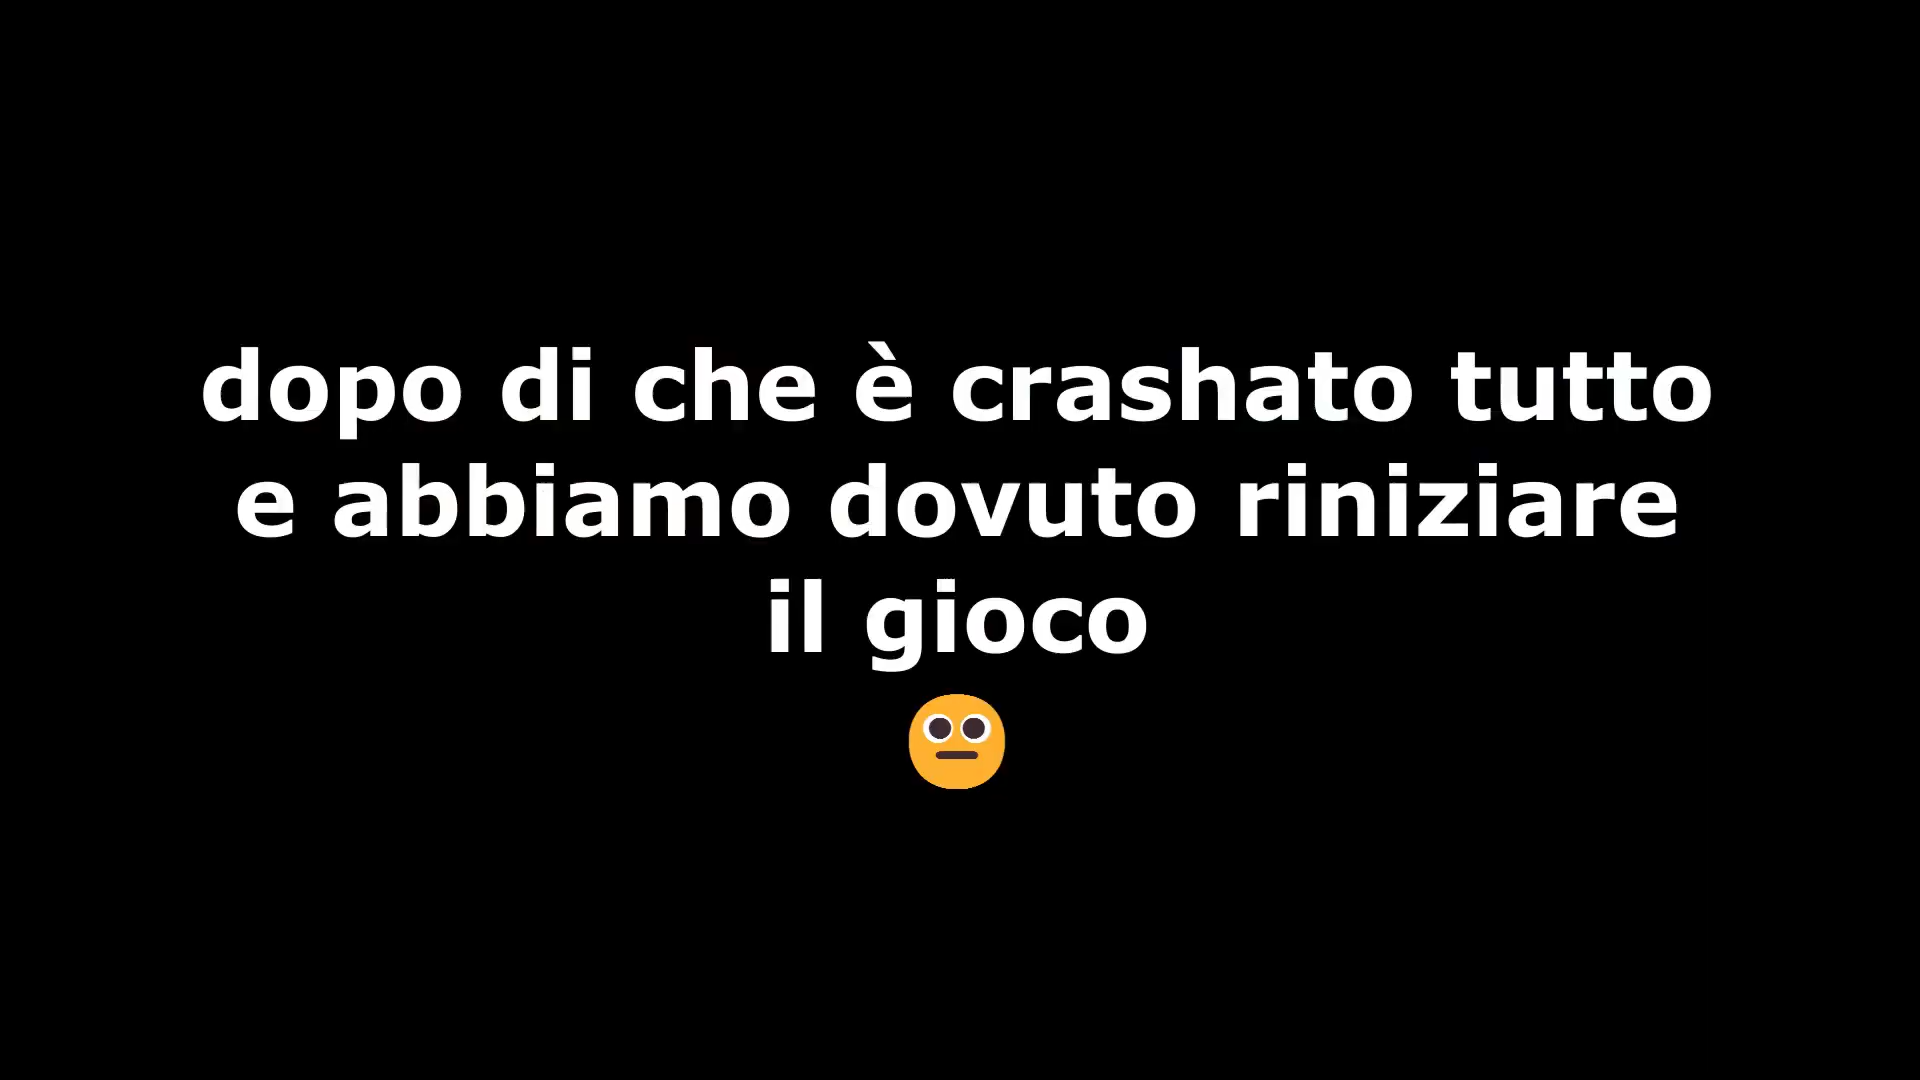 dopo di che è crashato tutto
e abbiamo dovuto riniziare
il gioco
😐